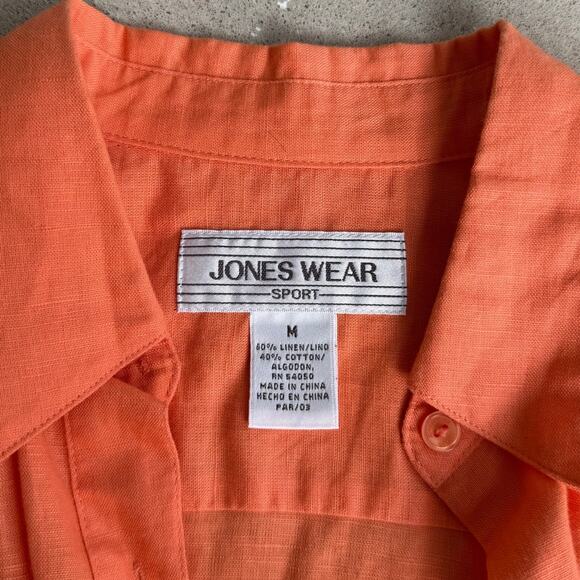 JONES WEAR
SPORT
M
60% LINEN/LINO
40% COTTON/
ALGODON,
RN 54050
MADE IN CHINA
HECHO EN CHINA
PAR/03